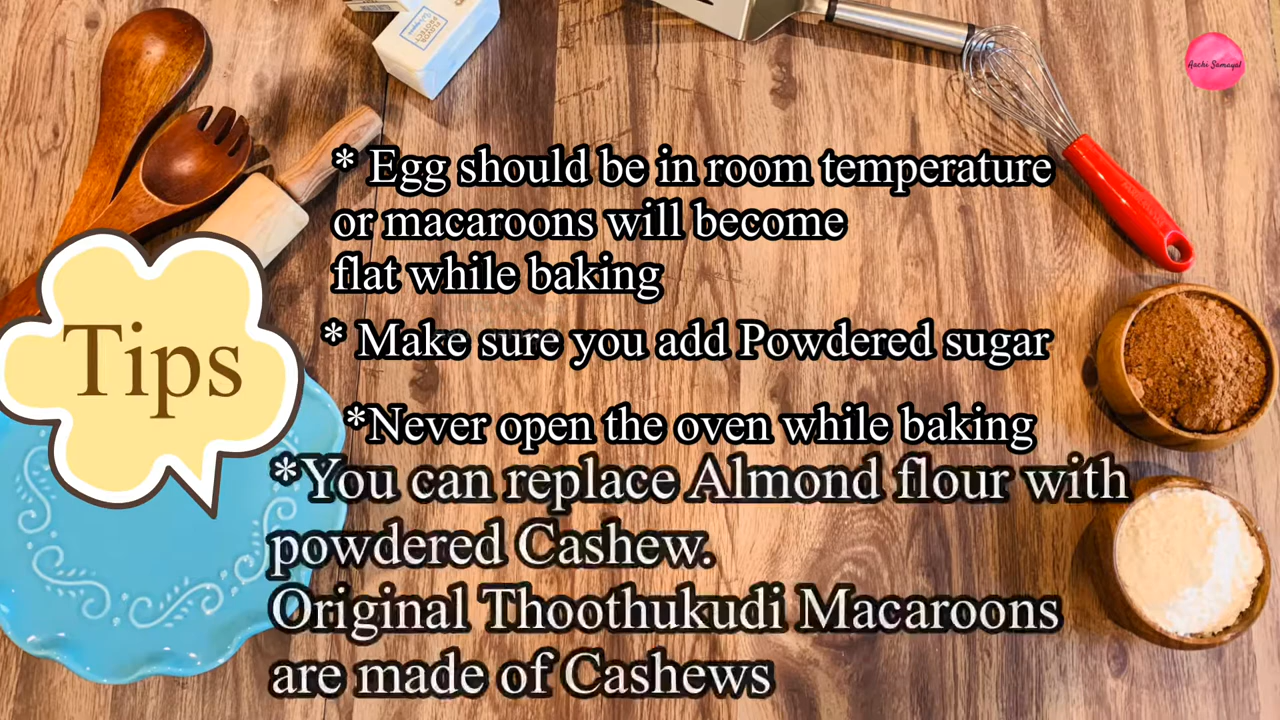 Aachi Samayal
* Egg should be in room temperature
or macaroons will become
flat while baking
Tips
* Make sure you add Powdered sugar
*Never open the oven while baking
*You can replace Almond flour with
powdered Cashew.
Original Thoothukudi Macaroons
are made of Cashews